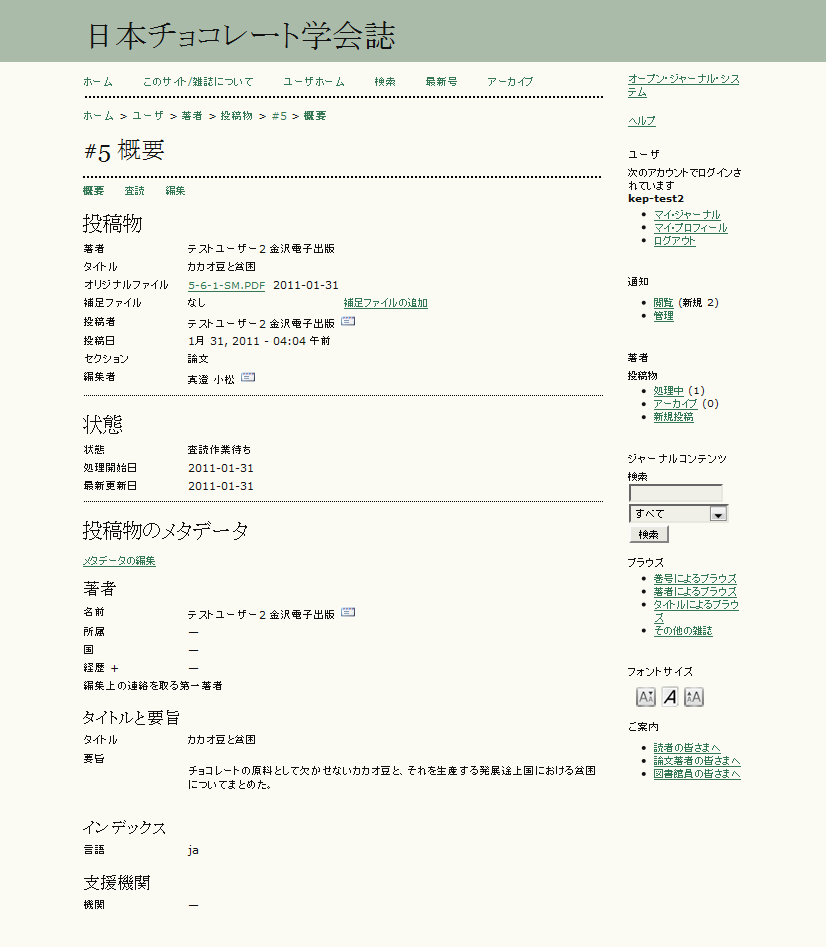 日本チョコレート学会誌
ホーム このサイト/雑誌について ユーザホーム 検索 最新号 アーカイブ
ホーム > ユーザ > 著者 > 投稿物 > #5 > 概要
#5 概要
概要 査読 編集
投稿物
著者 テストユーザー2 金沢電子出版
タイトル カカオ豆と貧困
オリジナルファイル 5-6-1-SM.PDF 2011-01-31
補足ファイル なし 補足ファイルの追加
投稿者 テストユーザー2 金沢電子出版
投稿日 1月 31, 2011 - 04:04 午前
セクション 論文
編集者 真澄 小松
状態
状態 査読作業待ち
処理開始日 2011-01-31
最新更新日 2011-01-31
投稿物のメタデータ
メタデータの編集
著者
名前 テストユーザー2 金沢電子出版
所属 —
国 —
経歴 + —
編集上の連絡を取る第一著者
タイトルと要旨
タイトル カカオ豆と貧困
要旨
チョコレートの原料として欠かせないカカオ豆と、それを生産する発展途上国における貧困
についてまとめた。
インデックス
言語 ja
支援機関
機関 —
オープン・ジャーナル・シス
テム
ヘルプ
ユーザ
次のアカウントでログインさ
れています
kep-test2
マイ・ジャーナル
マイ・プロフィール
ログアウト
通知
閲覧 (新規 2)
管理
著者
投稿物
処理中 (1)
アーカイブ (0)
新規投稿
ジャーナルコンテンツ
検索
すべて
検索
ブラウズ
巻号によるブラウズ
著者によるブラウズ
タイトルによるブラウ
ズ
その他の雑誌
フォントサイズ
A A AA
ご案内
読者の皆さまへ
論文著者の皆さまへ
図書館員の皆さまへ